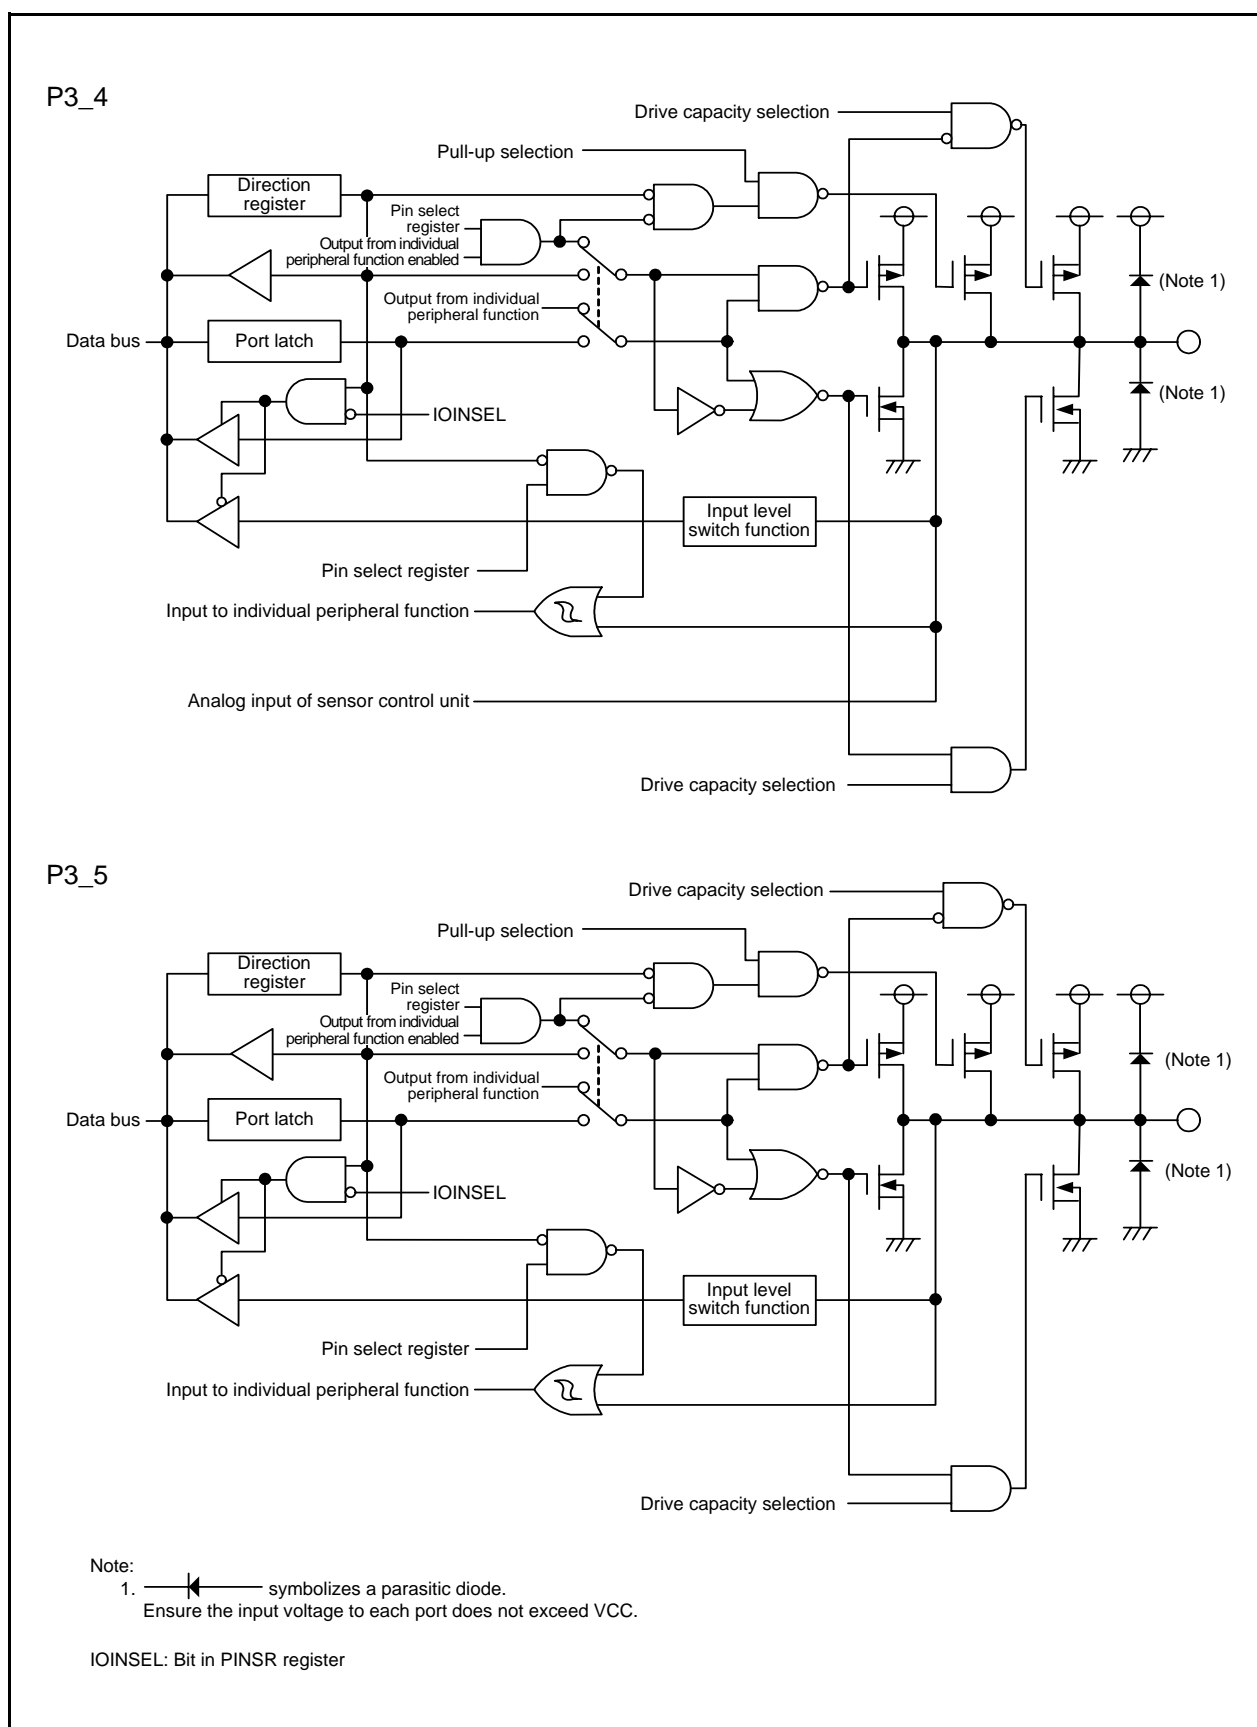 P3_4
Drive capacity selection
Pull-up selection
Direction
register
Pin select
register
Output from individual
peripheral function enabled
Output from individual
peripheral function
(Note 1)
Data bus
Port latch
(Note 1)
IOINSEL
Input level
switch function
Pin select register
Input to individual peripheral function
Analog input of sensor control unit
Drive capacity selection
P3_5
Drive capacity selection
Pull-up selection
Direction
register
Pin select
register
Output from individual
peripheral function enabled
Output from individual
peripheral function
(Note 1)
Data bus
Port latch
(Note 1)
IOINSEL
Input level
switch function
Pin select register
Input to individual peripheral function
Drive capacity selection
Note:
1. symbolizes a parasitic diode.
Ensure the input voltage to each port does not exceed VCC.
IOINSEL: Bit in PINSR register